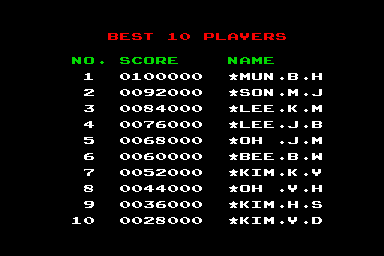 BEST 10 PLAYERS
NO. SCORE NAME
1 0100000 ★MUN.B.H
2 0092000 ★SON.M.J
3 0084000 ★LEE.K.M
4 0076000 ★LEE.J.B
5 0068000 ★OH .J.M
6 0060000 ★BEE.B.W
7 0052000 ★KIM.K.Y
8 0044000 ★OH .Y.H
9 0036000 ★KIM.H.S
10 0028000 ★KIM.Y.D